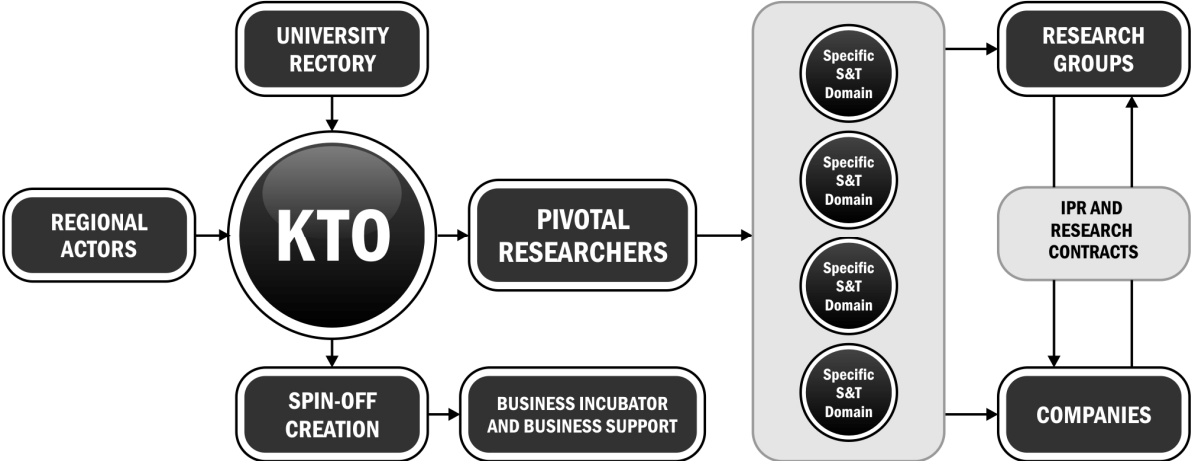 UNIVERSITY
RECTORY
REGIONAL
ACTORS
KTO
PIVOTAL
RESEARCHERS
SPIN-OFF
CREATION
BUSINESS INCUBATOR
AND BUSINESS SUPPORT
Specific
S&T
Domain
Specific
S&T
Domain
Specific
S&T
Domain
Specific
S&T
Domain
RESEARCH
GROUPS
IPR AND
RESEARCH
CONTRACTS
COMPANIES